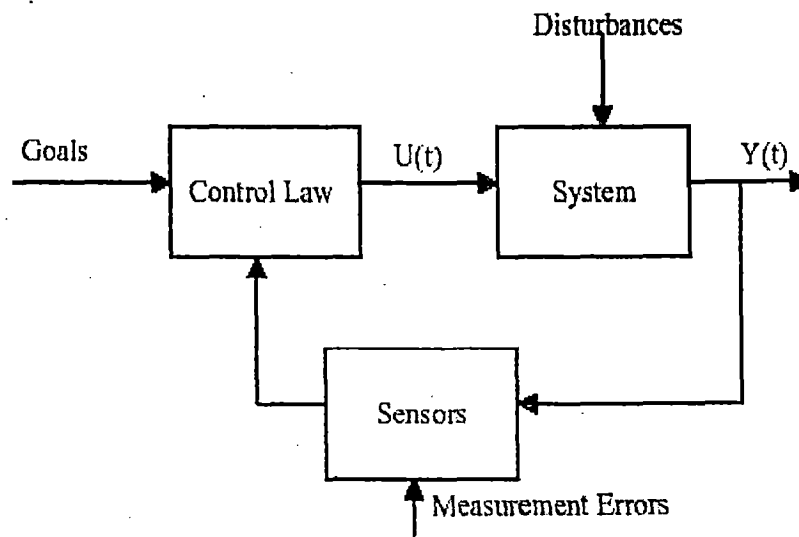 Disturbances
Goals
U(t)
Y(t)
Control Law
System
Sensors
Measurement Errors